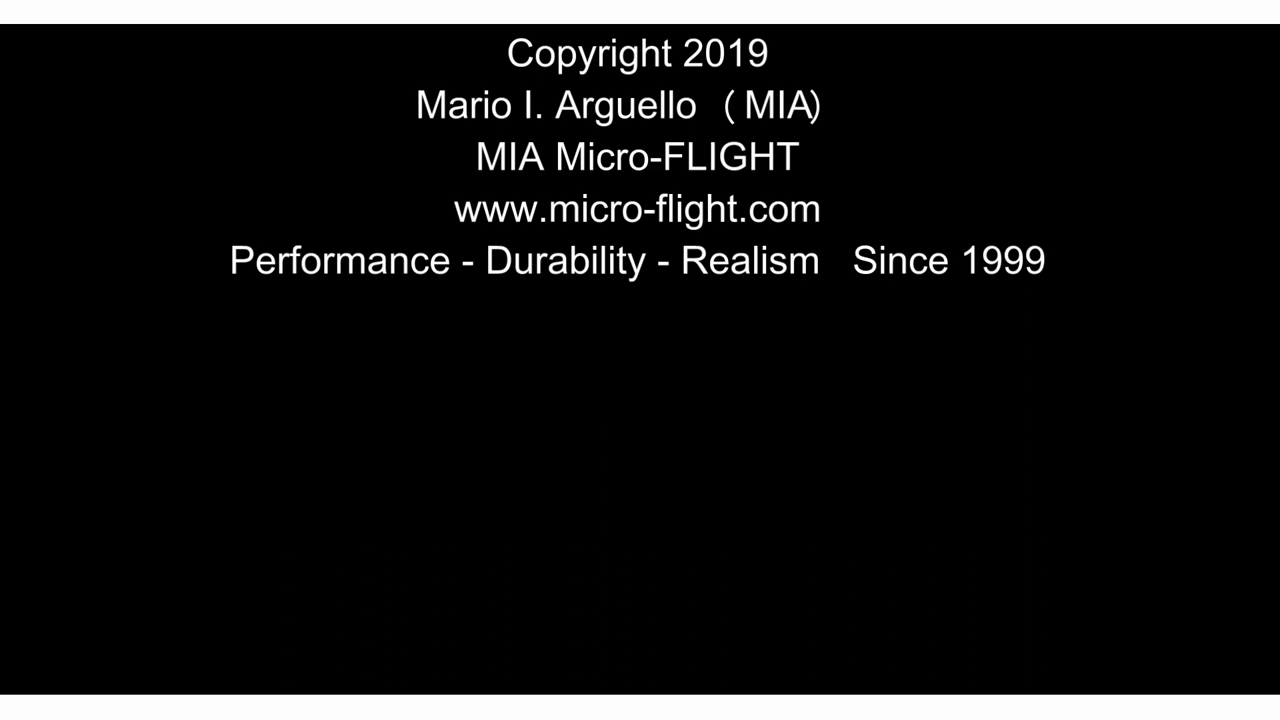 Copyright 2019
Mario I. Arguello  ( MIA)
MIA Micro-FLIGHT
www.micro-flight.com
Performance - Durability - Realism   Since 1999